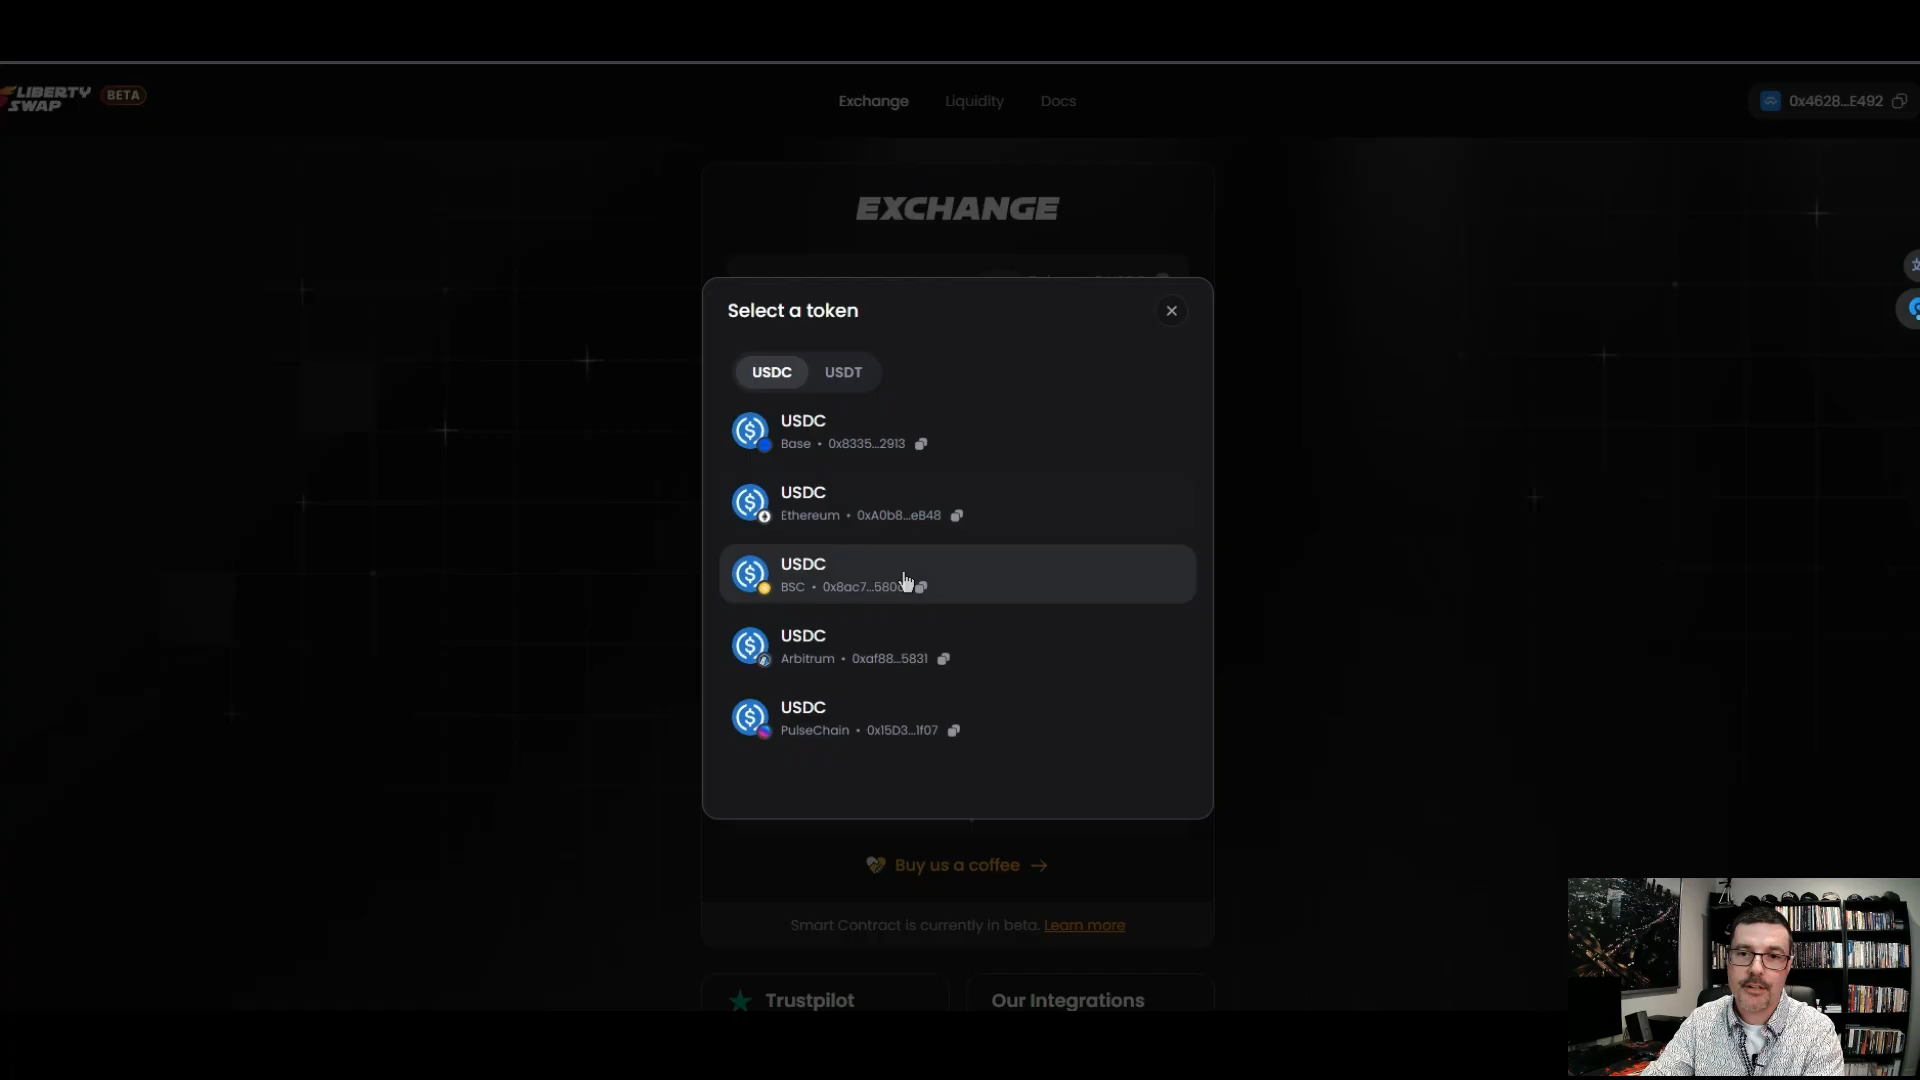 LIBERTY
SWAP
BETA
Exchange
Liquidity
Docs
0x4628...E492
EXCHANGE
Select a token
USDC
USDT
USDC
Base • 0x8335...2913
USDC
Ethereum • 0xA0b8...eB48
USDC
BSC • 0x8ac7...580
USDC
Arbitrum • 0xaf88...5831
USDC
PulseChain • 0x15D3...1f07
Buy us a coffee →
Smart Contract is currently in beta. Learn more
Trustpilot
Our Integrations